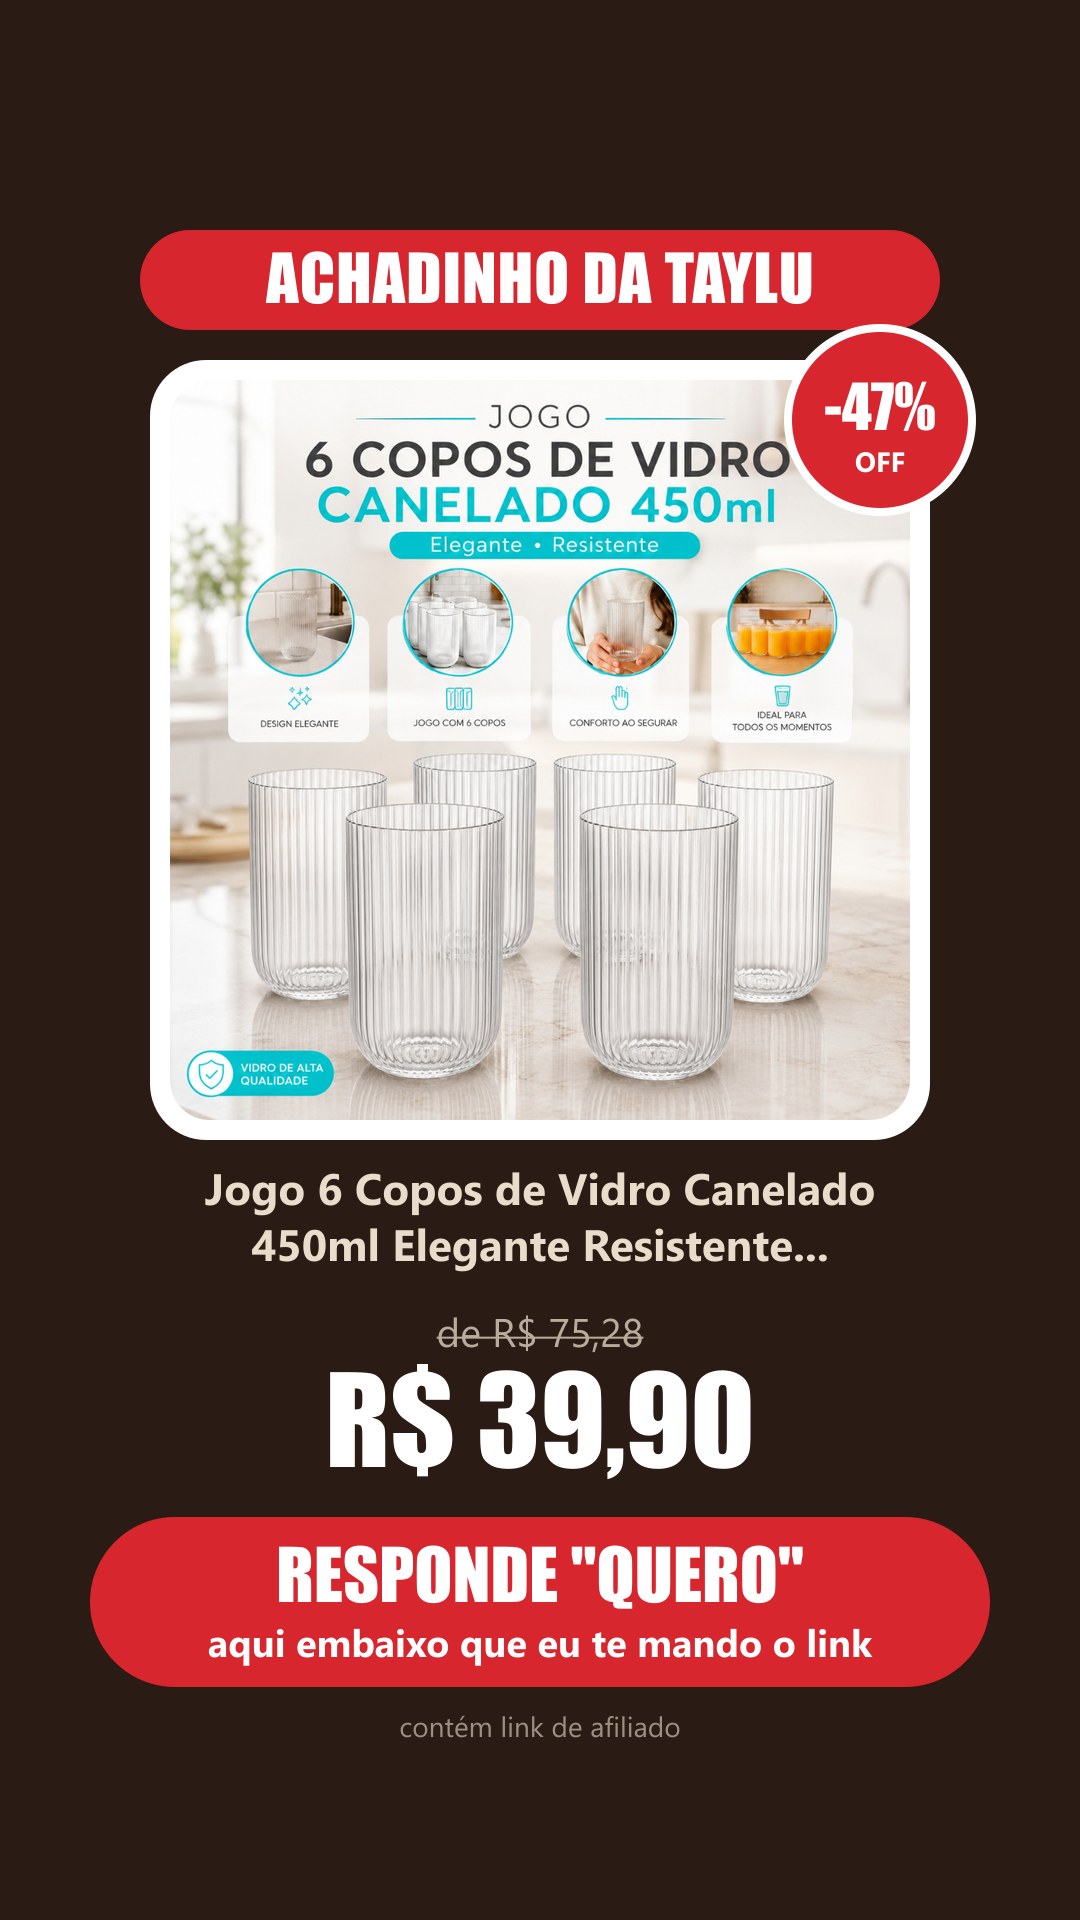 ACHADINHO DA TAYLU
-47%
OFF
JOGO
6 COPOS DE VIDRO
CANELADO 450ml
Elegante • Resistente
DESIGN ELEGANTE
JOGO COM 6 COPOS
CONFORTO AO SEGURAR
IDEAL PARA
TODOS OS MOMENTOS
VIDRO DE ALTA
QUALIDADE
Jogo 6 Copos de Vidro Canelado
450ml Elegante Resistente...
de R$ 75,28
R$ 39,90
RESPONDE "QUERO"
aqui embaixo que eu te mando o link
contém link de afiliado